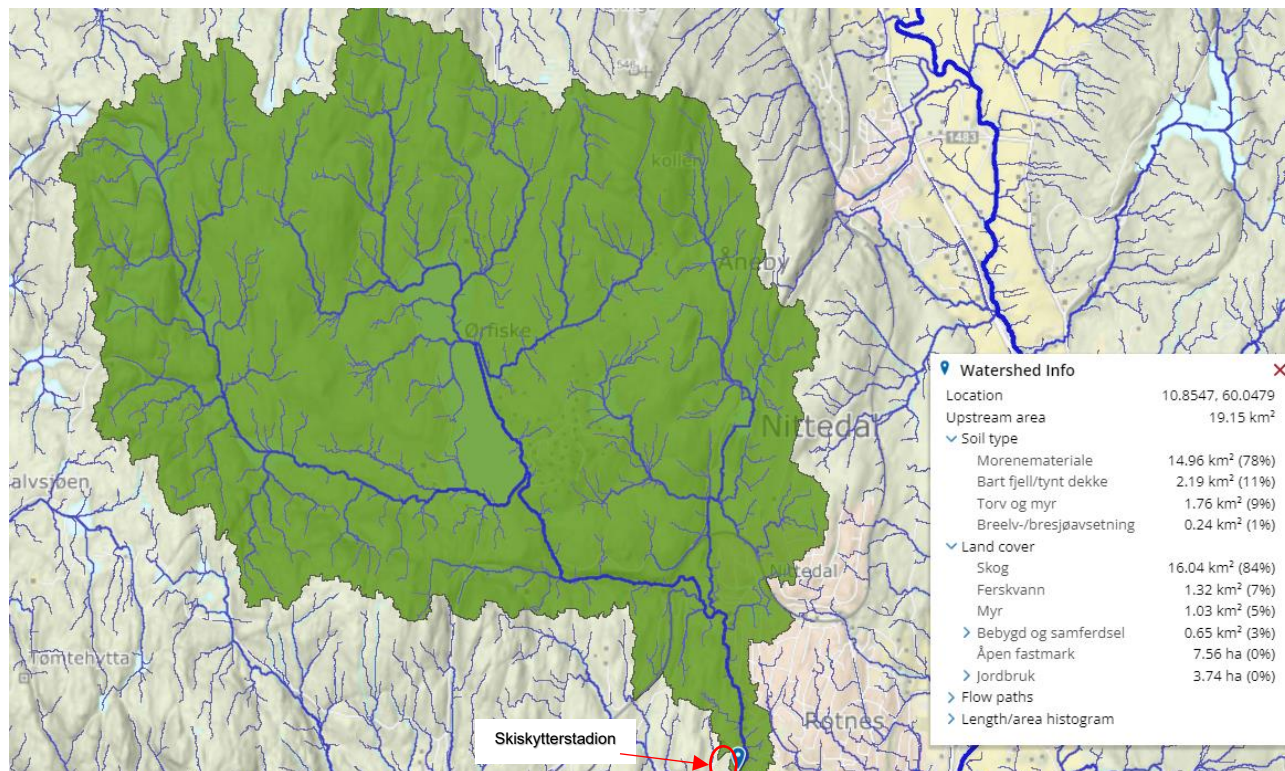 546
kollen
1483
Åneby
Ørfiske
Nittedal
Nittedal
Tømtehytta
Rotnes
Skiskytterstadion
Watershed Info
Location 10.8547, 60.0479
Upstream area 19.15 km²
Soil type
Morenemateriale 14.96 km² (78%)
Bart fjell/tynt dekke 2.19 km² (11%)
Torv og myr 1.76 km² (9%)
Breelv-/bresjøavsetning 0.24 km² (1%)
Land cover
Skog 16.04 km² (84%)
Ferskvann 1.32 km² (7%)
Myr 1.03 km² (5%)
Bebygd og samferdsel 0.65 km² (3%)
Åpen fastmark 7.56 ha (0%)
Jordbruk 3.74 ha (0%)
Flow paths
Length/area histogram